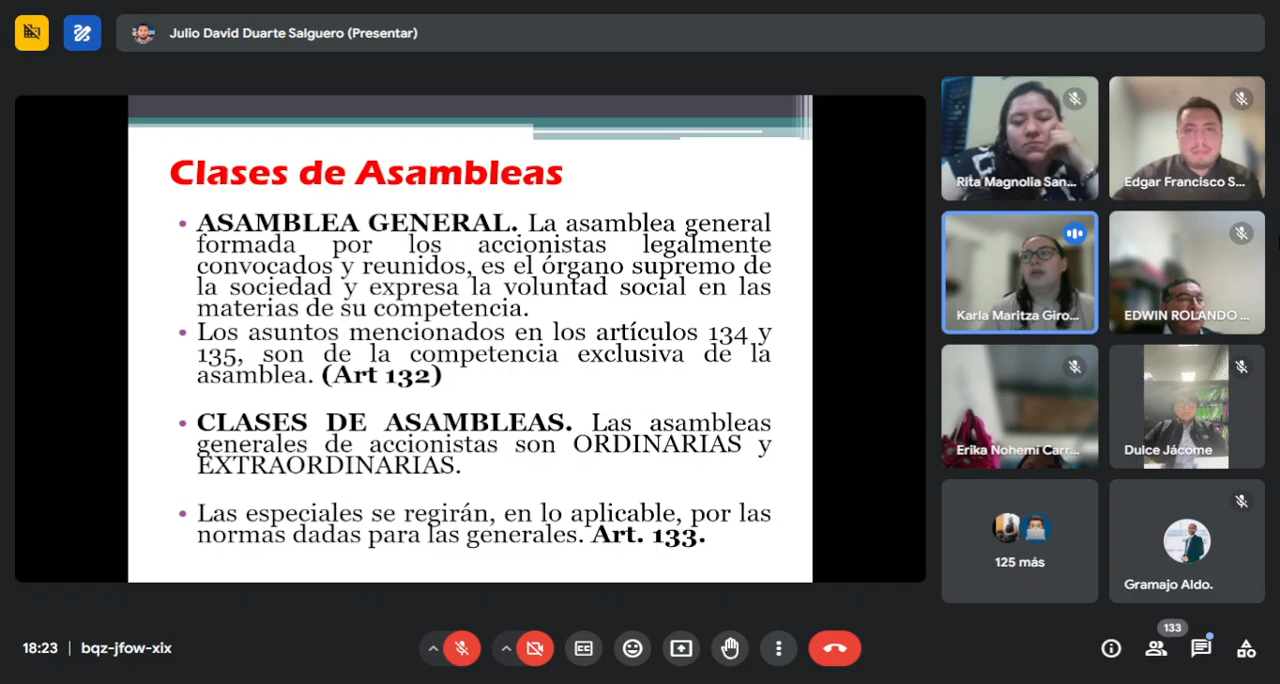 Julio David Duarte Salguero (Presentar)
Clases de Asambleas
• ASAMBLEA GENERAL. La asamblea general
formada por los accionistas legalmente
convocados y reunidos, es el órgano supremo de
la sociedad y expresa la voluntad social en las
materias de su competencia.
• Los asuntos mencionados en los artículos 134 y
135, son de la competencia exclusiva de la
asamblea. (Art 132)
• CLASES DE ASAMBLEAS. Las asambleas
generales de accionistas son ORDINARIAS y
EXTRAORDINARIAS.
• Las especiales se regirán, en lo aplicable, por las
normas dadas para las generales. Art. 133.
Rita Magnolia San...
Edgar Francisco S...
Karla Maritza Giro...
EDWIN ROLANDO ...
Erika Nohemí Carr...
Dulce Jácome
125 más
Gramajo Aldo.
18:23 | bqz-jfow-xix
133